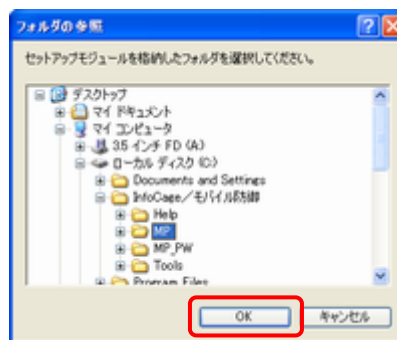 フォルダの参照
セットアップモジュールを格納したフォルダを選択してください。
デスクトップ
マイ ドキュメント
マイ コンピュータ
3.5 インチ FD (A:)
ローカル ディスク (C:)
Documents and Settings
InfoCage/モバイル防御
Help
MP
MP_PW
Tools
Program Files
OK キャンセル